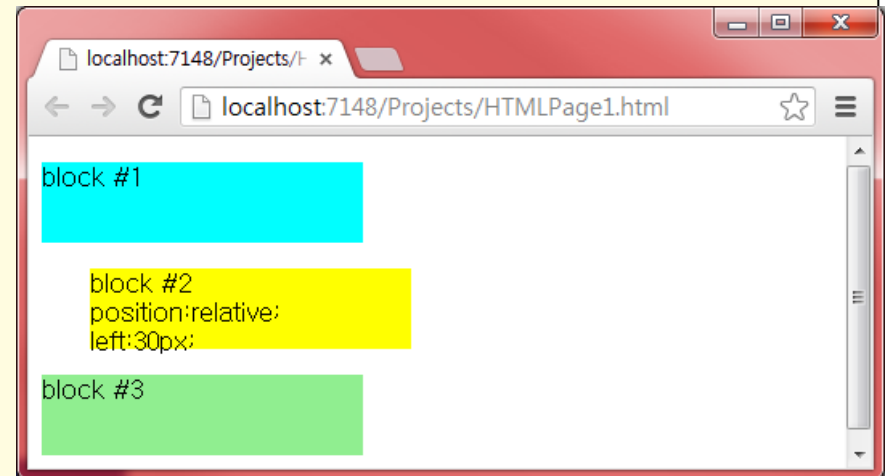 localhost:7148/Projects/H
localhost:7148/Projects/HTMLPage1.html
block #1
block #2
position:relative;
left:30px;
block #3